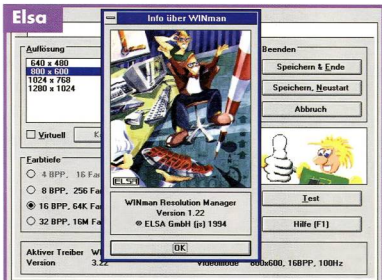 Elsa
Info über WINman
Auflösung
640 x 480
800 x 600
1024 x 768
1280 x 1024
Virtuell
Farbtiefe
4 BPP, 16 Far
8 BPP, 256 Fa
16 BPP, 64K Fa
32 BPP, 16M Fa
Aktiver Treiber
Version 3.22
ELSA
WINman Resolution Manager
Version 1.22
© ELSA GmbH (js) 1994
OK
Beenden
Speichern & Ende
Speichern, Neustart
Abbruch
Test
Hilfe (F1)
Videomode 800x600, 16BPP, 100Hz